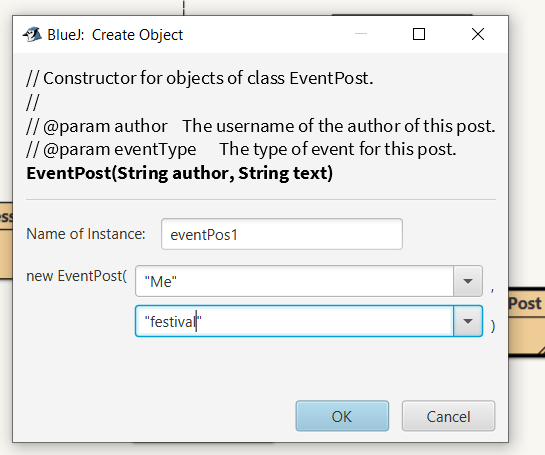 BlueJ: Create Object
// Constructor for objects of class EventPost.
//
// @param author The username of the author of this post.
// @param eventType The type of event for this post.
EventPost(String author, String text)
Name of Instance: eventPos1
new EventPost( "Me" ,
"festival" )
OK Cancel
Post